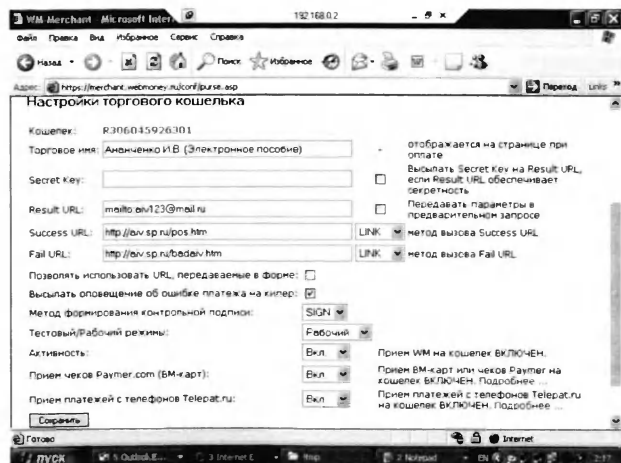 WM-Merchant - Microsoft Inter
192.168.0.2
Файл Правка Вид Избранное Сервис Справка
Назад Поиск Избранное
Адрес: https://merchant.webmoney.ru/conf/purse.asp Переход Links
Настройки торгового кошелька
Кошелек: R306045926301
Торговое имя: Ананченко И.В. (Электронное пособие) - отображается на странице при
оплате
Secret Key: Высылать Secret Key на Result URL,
если Result URL обеспечивает
секретность
Result URL: mailto:aiv123@mail.ru Передавать параметры в
предварительном запросе
Success URL: http://aiv.sp.ru/pos.htm LINK метод вызова Success URL
Fail URL: http://aiv.sp.ru/badaiv.htm LINK метод вызова Fail URL
Позволять использовать URL, передаваемые в форме:
Высылать оповещение об ошибке платежа на кипер:
Метод формирования контрольной подписи: SIGN
Тестовый/Рабочий режимы: Рабочий
Активность: Вкл. Прием WM на кошелек ВКЛЮЧЕН.
Прием чеков Paymer.com (ВМ-карт): Вкл. Прием ВМ-карт или чеков Paymer на
кошелек ВКЛЮЧЕН. Подробнее ...
Прием платежей с телефонов Telepat.ru: Вкл. Прием платежей с телефонов Telepat.ru
на кошелек ВКЛЮЧЕН. Подробнее ...
Сохранить
Готово Internet
пуск 5 Outlook E... 3 Internet E 2 Notepad EN 2:17